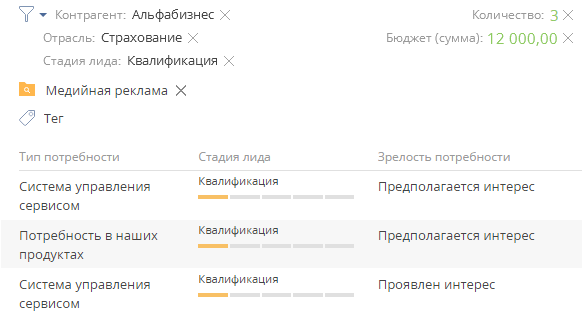 Контрагент: Альфабизнес Количество: 3
Отрасль: Страхование Бюджет (сумма): 12 000,00
Стадия лида: Квалификация
Медийная реклама
Тег
Тип потребности Стадия лида Зрелость потребности
Система управления сервисом Квалификация Предполагается интерес
Потребность в наших продуктах Квалификация Предполагается интерес
Система управления сервисом Квалификация Проявлен интерес